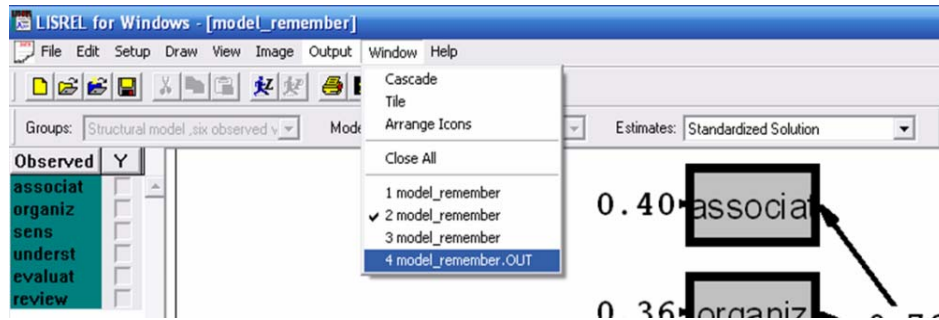 LISREL for Windows - [model_remember]
File Edit Setup Draw View Image Output Window Help
Cascade
Tile
Arrange Icons
Close All
1 model_remember
✓ 2 model_remember
3 model_remember
4 model_remember.OUT
Groups: Structural model ,six observed v
Mode
Estimates: Standardized Solution
Observed Y
associat
organiz
sens
underst
evaluat
review
0.40 associat
0.36 organiz